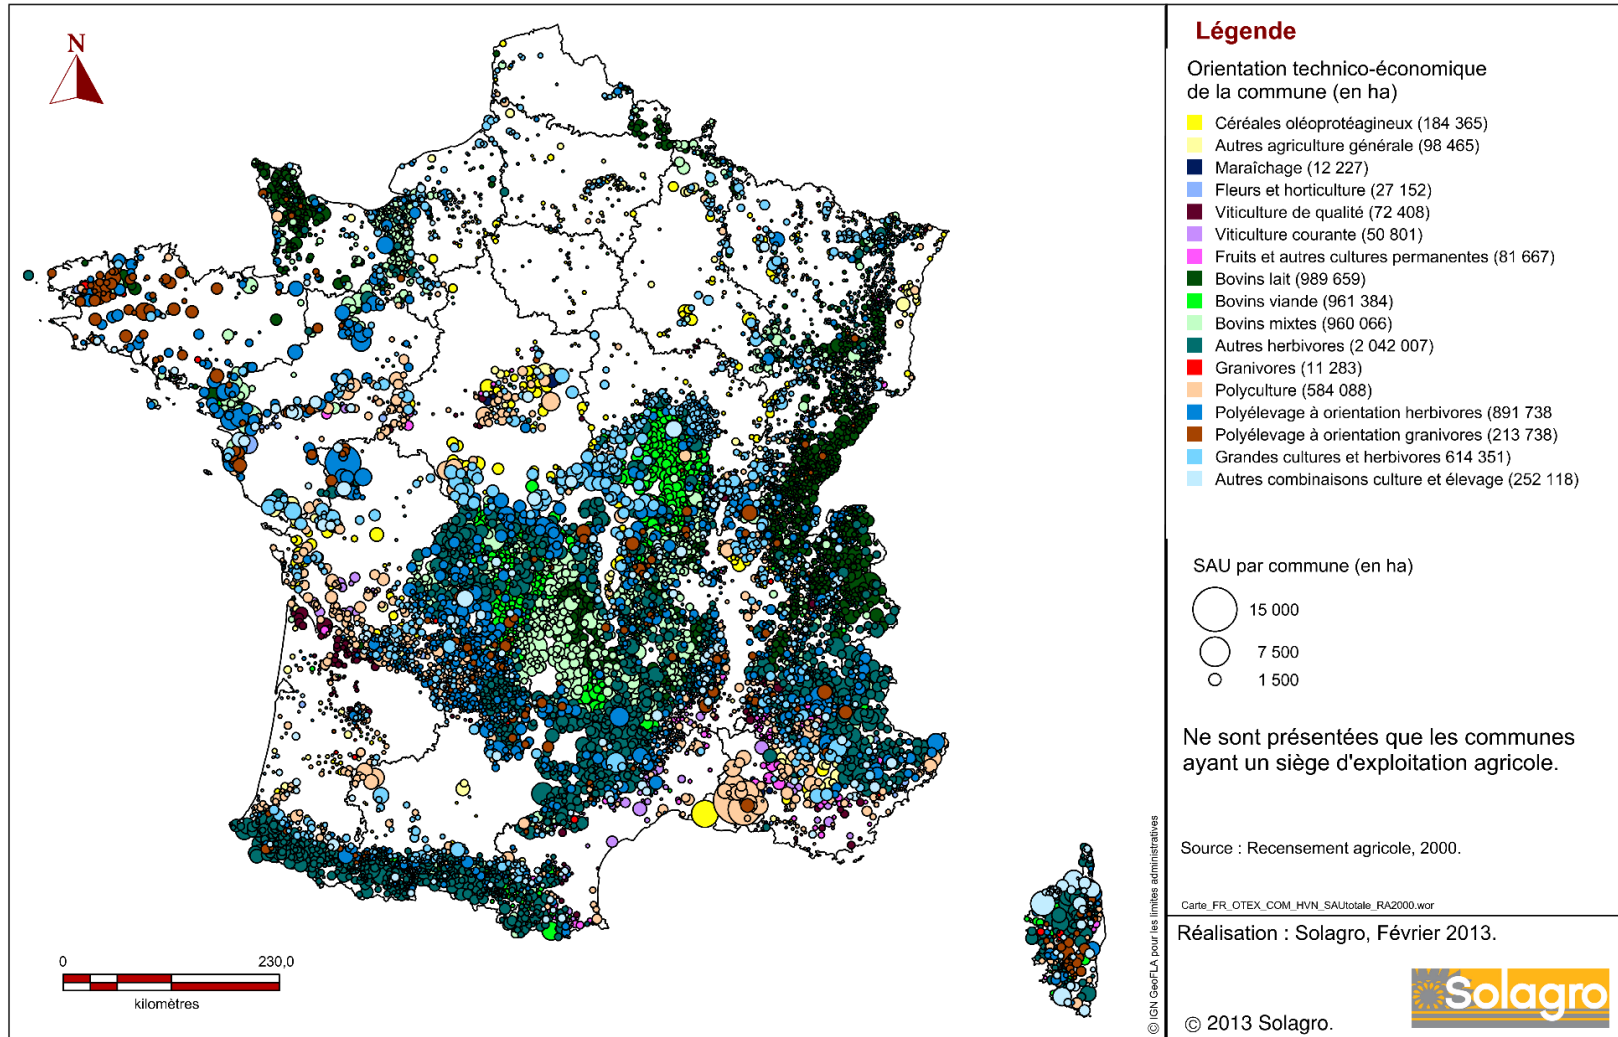 N
Légende
Orientation technico-économique
de la commune (en ha)
Céréales oléoprotéagineux (184 365)
Autres agriculture générale (98 465)
Maraîchage (12 227)
Fleurs et horticulture (27 152)
Viticulture de qualité (72 408)
Viticulture courante (50 801)
Fruits et autres cultures permanentes (81 667)
Bovins lait (989 659)
Bovins viande (961 384)
Bovins mixtes (960 066)
Autres herbivores (2 042 007)
Granivores (11 283)
Polyculture (584 088)
Polyélevage à orientation herbivores (891 738
Polyélevage à orientation granivores (213 738)
Grandes cultures et herbivores 614 351)
Autres combinaisons culture et élevage (252 118)
SAU par commune (en ha)
15 000
7 500
1 500
Ne sont présentées que les communes
ayant un siège d'exploitation agricole.
Source : Recensement agricole, 2000.
Carte_FR_OTEX_COM_HVN_SAUtotale_RA2000.wor
Réalisation : Solagro, Février 2013.
Solagro
© 2013 Solagro.
0 230,0
kilomètres
© IGN GeoFLA pour les limites administratives